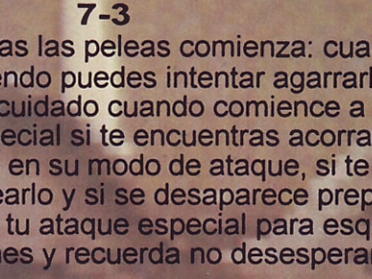 7-3
as las peleas comienza: cua
endo puedes intentar agarrarl
cuidado cuando comience a
ecial si te encuentras acorra
en su modo de ataque, si te
earlo y si se desaparece prep
tu ataque especial para esq
nes y recuerda no desesperar